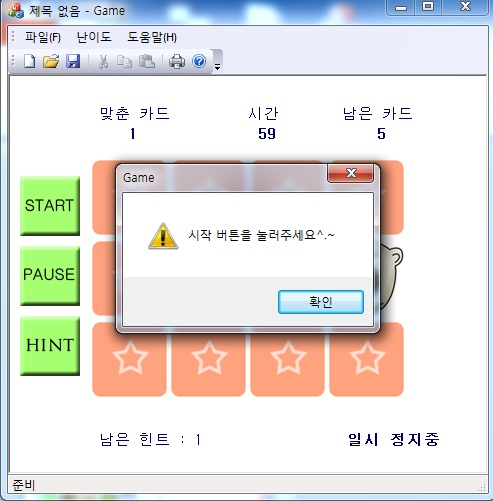 제목 없음 - Game
파일(F) 난이도 도움말(H)
맞춘 카드 시간 남은 카드
1 59 5
Game
시작 버튼을 눌러주세요^.~
확인
START
PAUSE
HINT
남은 힌트 : 1 일시 정지중
준비